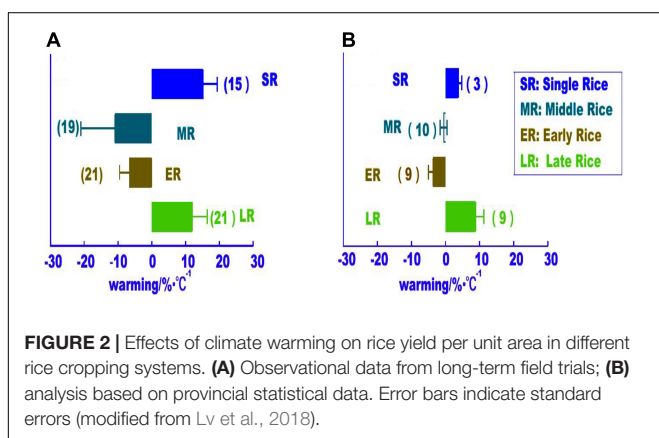 A
B
(15) SR
(19) MR
(21) ER
(21) LR
-30 -20 -10 0 10 20 30
warming/%·°C⁻¹
SR (3)
MR (10)
ER (9)
LR (9)
-30 -20 -10 0 10 20 30
warming/%·°C⁻¹
SR: Single Rice
MR: Middle Rice
ER: Early Rice
LR: Late Rice
FIGURE 2 | Effects of climate warming on rice yield per unit area in different
rice cropping systems. (A) Observational data from long-term field trials; (B)
analysis based on provincial statistical data. Error bars indicate standard
errors (modified from Lv et al., 2018).